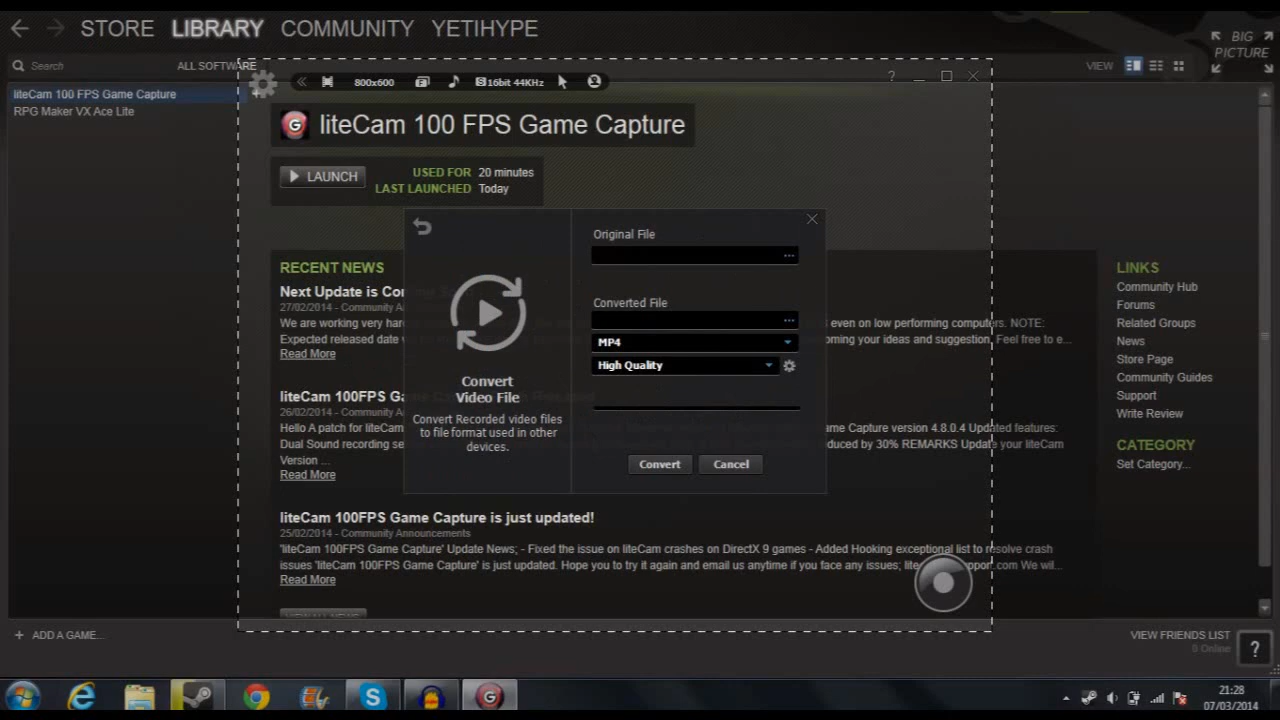 STORE LIBRARY COMMUNITY YETIHYPE
BIG PICTURE
Search
ALL SOFTWARE
VIEW
800x600
16bit 44KHz
?
liteCam 100 FPS Game Capture
RPG Maker VX Ace Lite
liteCam 100 FPS Game Capture
LAUNCH
USED FOR 20 minutes
LAST LAUNCHED Today
RECENT NEWS
Next Update is
27/02/2014 - Community
We are working very
is even on low performing computers. NOTE:
Expected released date
your ideas and suggestion. Feel free to e...
Read More
liteCam 100FPS
26/02/2014 - Community
Hello A patch for liteCam
Game Capture version 4.8.0.4 Updated features:
Dual Sound recording
by 30% REMARKS Update your liteCam
Version ...
Read More
liteCam 100FPS Game Capture is just updated!
25/02/2014 - Community Announcements
'liteCam 100FPS Game Capture' Update News; - Fixed the issue on liteCam crashes on DirectX 9 games - Added Hooking exceptional list to resolve crash
issues 'liteCam 100FPS Game Capture' is just updated. Hope you to try it again and email us anytime if you face any issues; We wil...
Read More
VIEW ALL NEWS
Convert
Video File
Convert Recorded video files
to file format used in other
devices.
Original File
...
Converted File
...
MP4
High Quality
Convert Cancel
LINKS
Community Hub
Forums
Related Groups
News
Store Page
Community Guides
Support
Write Review
CATEGORY
Set Category...
+ ADD A GAME...
VIEW FRIENDS LIST
0 Online
?
21:28
07/03/2014